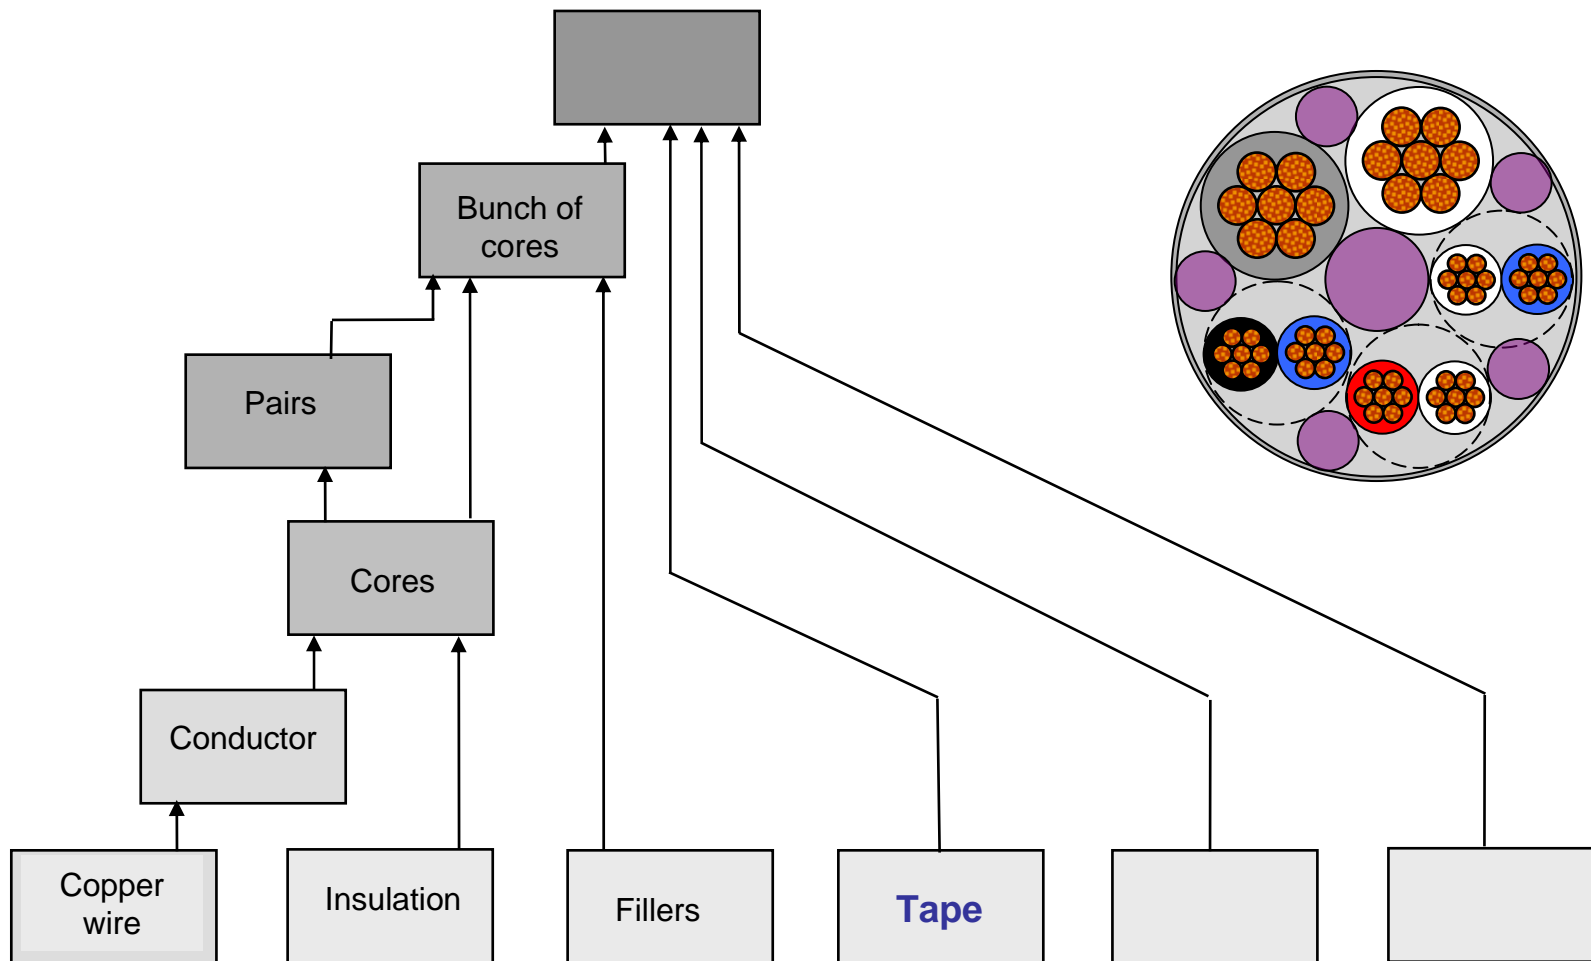 Bunch of
cores
Pairs
Cores
Conductor
Copper
wire
Insulation
Fillers
Tape